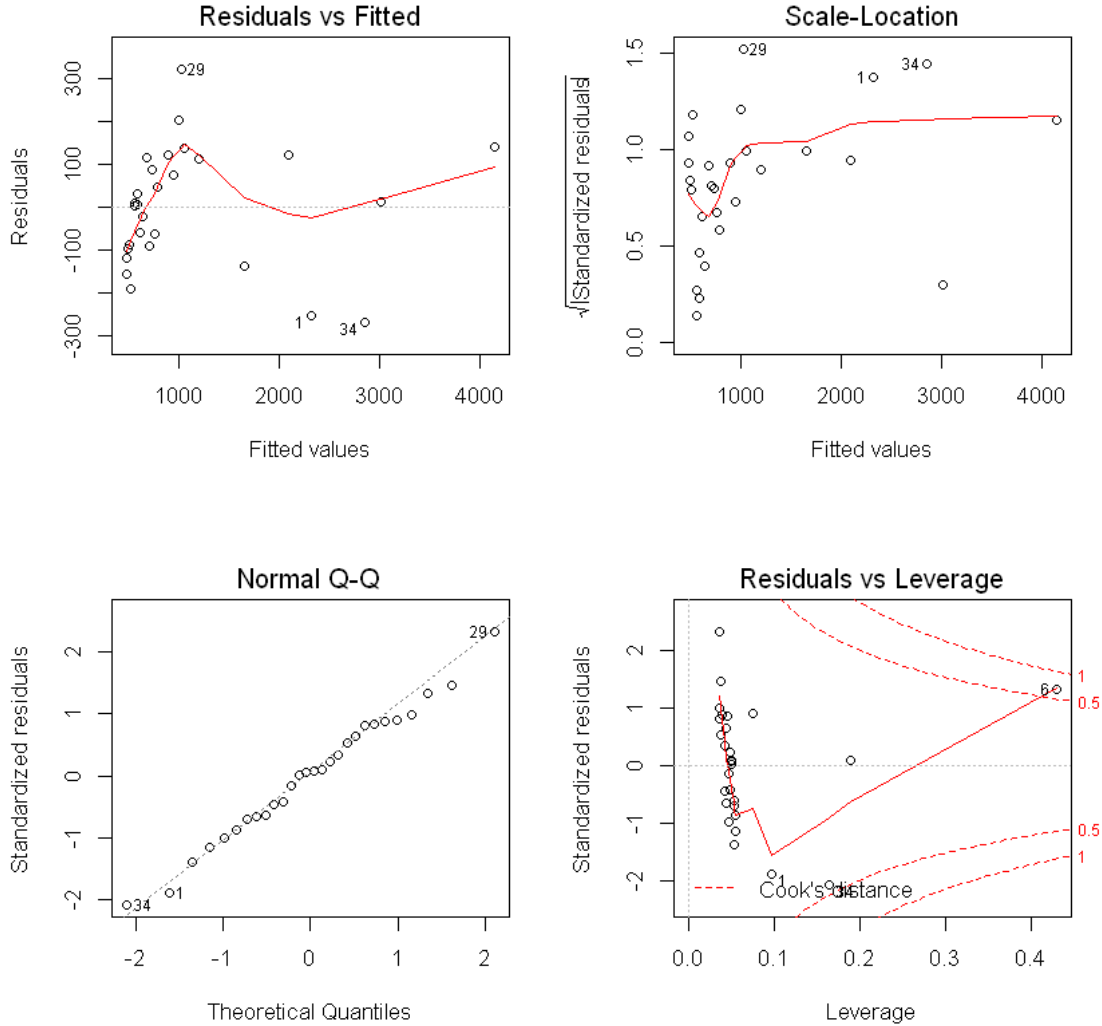 Residuals vs Fitted
Residuals
300
100
-100
-300
29
1
34
1000 2000 3000 4000
Fitted values
Scale-Location
√|Standardized residuals|
1.5
1.0
0.5
0.0
29
1
34
1000 2000 3000 4000
Fitted values
Normal Q-Q
Standardized residuals
2
1
0
-1
-2
29
1
34
-2 -1 0 1 2
Theoretical Quantiles
Residuals vs Leverage
Standardized residuals
2
1
0
-1
-2
6
1
0.5
0.5
1
1
34
Cook's distance
0.0 0.1 0.2 0.3 0.4
Leverage